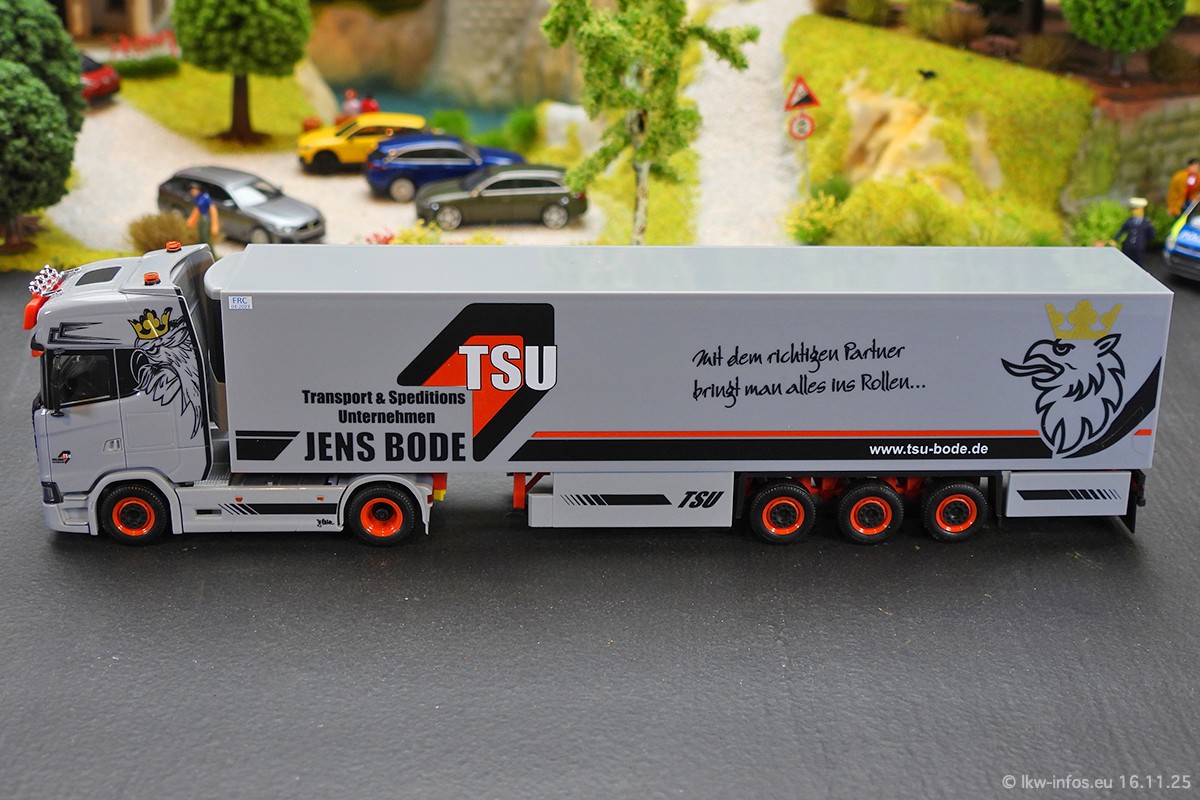 FRC
TSU
Transport & Speditions
Unternehmen
JENS BODE
Mit dem richtigen Partner
bringt man alles ins Rollen...
www.tsu-bode.de
TSU
© lkw-infos.eu 16.11.25